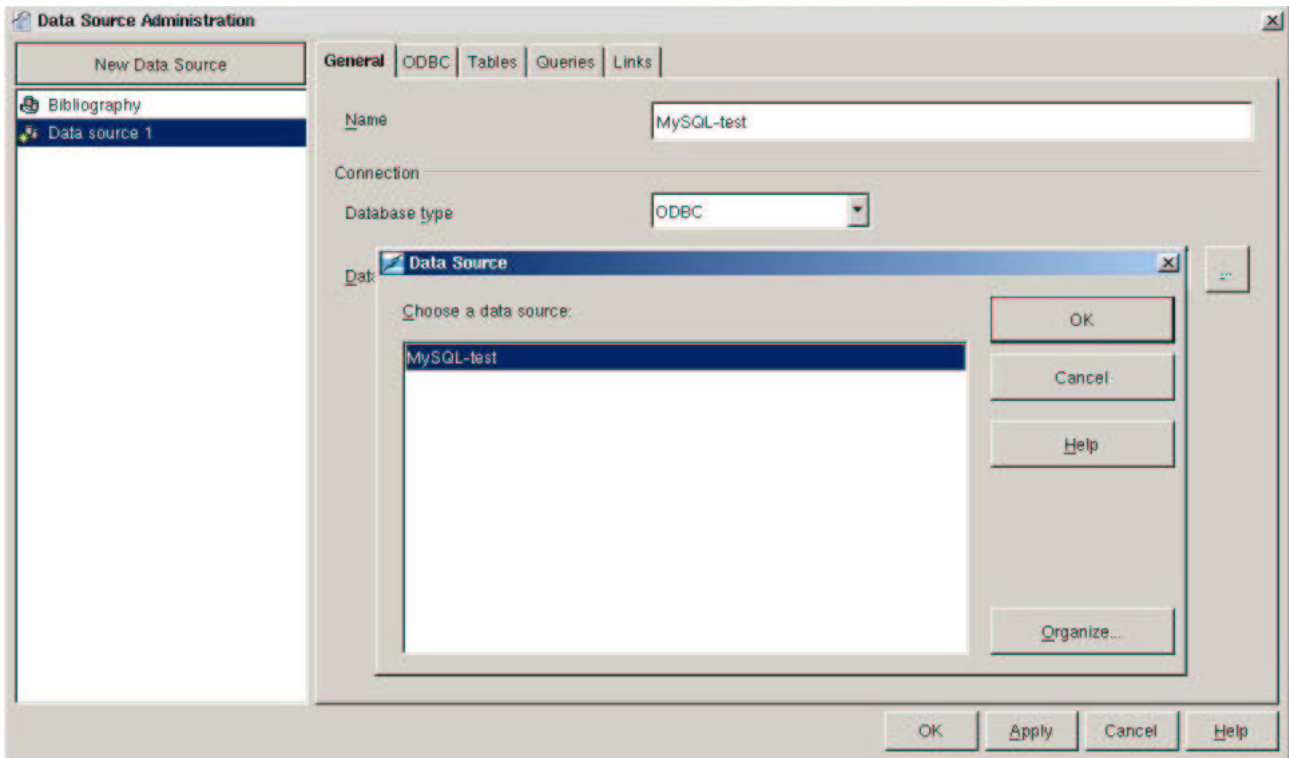 Data Source Administration
New Data Source
Bibliography
Data source 1
General ODBC Tables Queries Links
Name MySQL-test
Connection
Database type ODBC
Dat
...
Data Source
Choose a data source:
MySQL-test
OK
Cancel
Help
Organize...
OK Apply Cancel Help